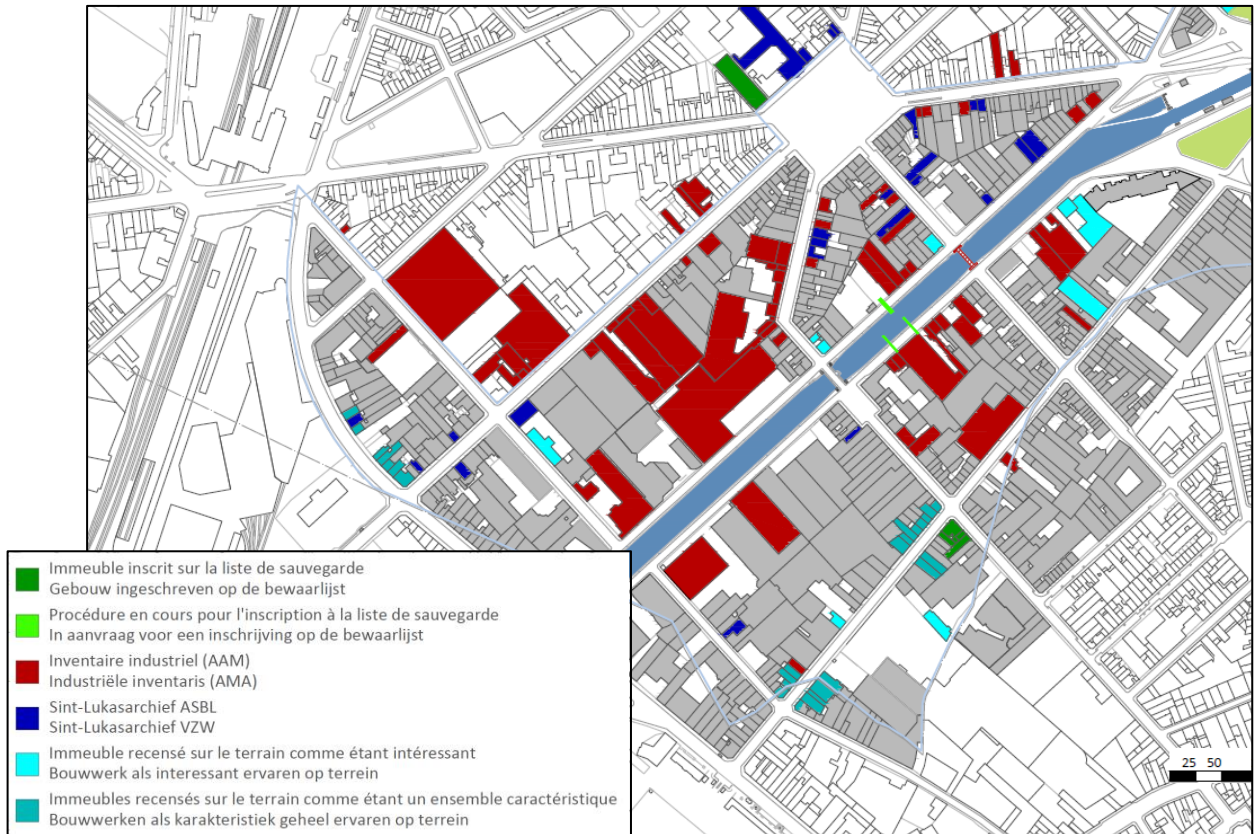 Immeuble inscrit sur la liste de sauvegarde
Gebouw ingeschreven op de bewaarlijst
Procédure en cours pour l'inscription à la liste de sauvegarde
In aanvraag voor een inschrijving op de bewaarlijst
Inventaire industriel (AAM)
Industriële inventaris (AMA)
Sint-Lukasarchief ASBL
Sint-Lukasarchief VZW
Immeuble recensé sur le terrain comme étant intéressant
Bouwwerk als interessant ervaren op terrein
Immeubles recensés sur le terrain comme étant un ensemble caractéristique
Bouwwerken als karakteristiek geheel ervaren op terrein
25 50